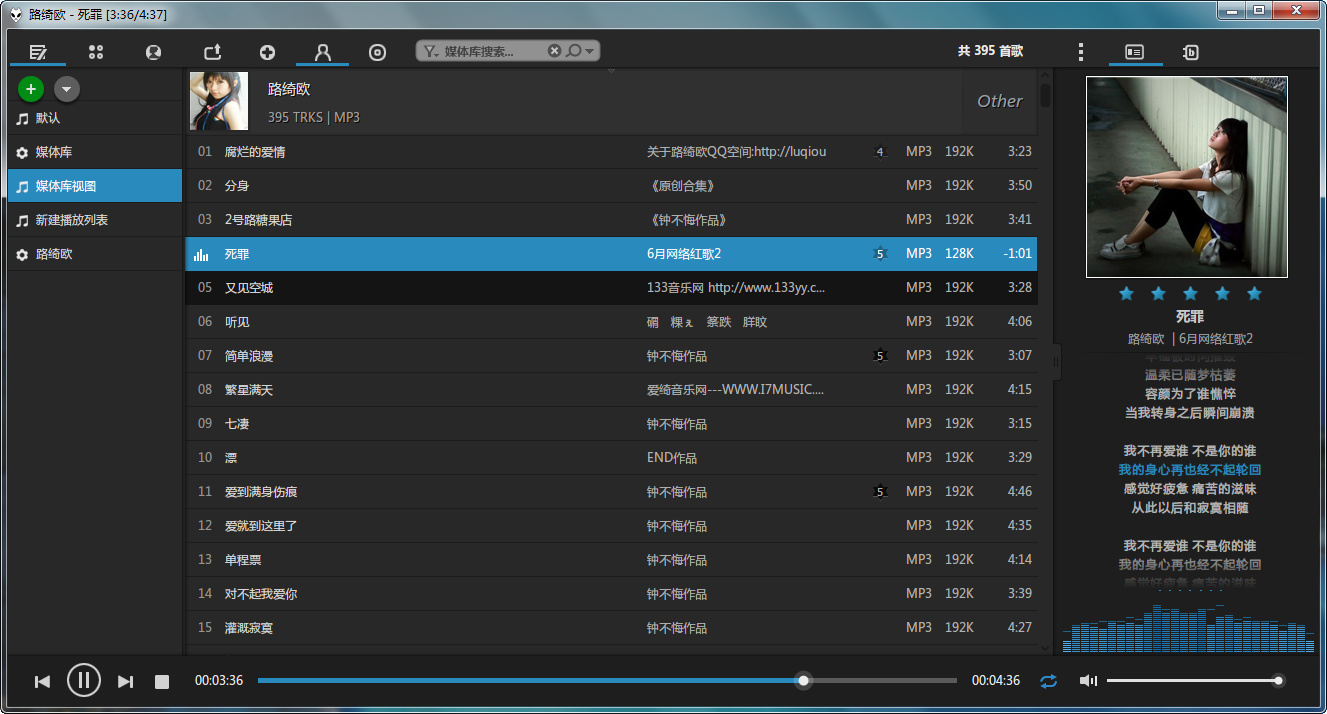 路绮欧 - 死罪 [3:36/4:37]
媒体库搜索...
共 395 首歌
默认
媒体库
媒体库视图
新建播放列表
路绮欧
路绮欧
395 TRKS | MP3
Other
01 腐烂的爱情 关于路绮欧QQ空间:http://luqiou 4 MP3 192K 3:23
02 分身 《原创合集》 MP3 192K 3:50
03 2号路糖果店 《钟不悔作品》 MP3 192K 3:41
死罪 6月网络红歌2 5 MP3 128K -1:01
05 又见空城 133音乐网 http://www.133yy.c... MP3 192K 3:28
06 听见 MP3 192K 4:06
07 简单浪漫 钟不悔作品 5 MP3 192K 3:07
08 繁星满天 爱绮音乐网---WWW.I7MUSIC.... MP3 192K 4:15
09 七凄 钟不悔作品 MP3 192K 3:15
10 漂 END作品 MP3 192K 3:29
11 爱到满身伤痕 钟不悔作品 5 MP3 192K 4:46
12 爱就到这里了 钟不悔作品 MP3 192K 4:35
13 单程票 钟不悔作品 MP3 192K 4:14
14 对不起我爱你 钟不悔作品 MP3 192K 3:39
15 灌溉寂寞 钟不悔作品 MP3 192K 4:27
死罪
路绮欧 | 6月网络红歌2
温柔已随梦枯萎
容颜为了谁憔悴
当我转身之后瞬间崩溃
我不再爱谁 不是你的谁
我的身心再也经不起轮回
感觉好疲惫 痛苦的滋味
从此以后和寂寞相随
我不再爱谁 不是你的谁
我的身心再也经不起轮回
感觉好疲惫 痛苦的滋味
00:03:36
00:04:36